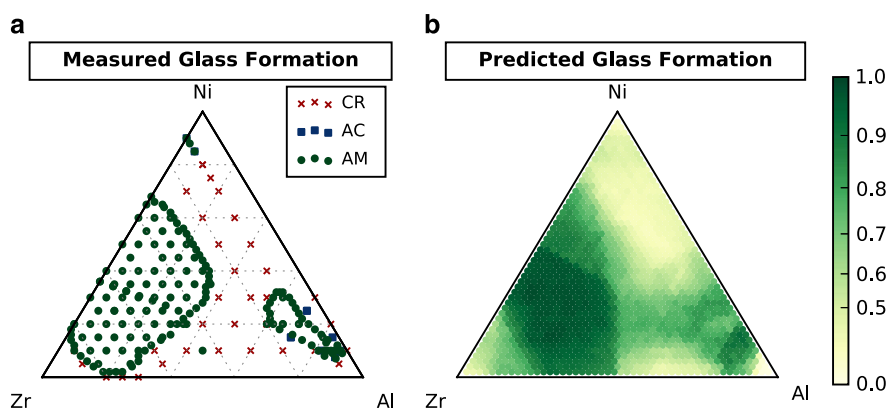 a
Measured Glass Formation
Ni
CR
AC
AM
Zr
Al
b
Predicted Glass Formation
Ni
Zr
Al
1.0
0.9
0.8
0.7
0.6
0.5
0.0